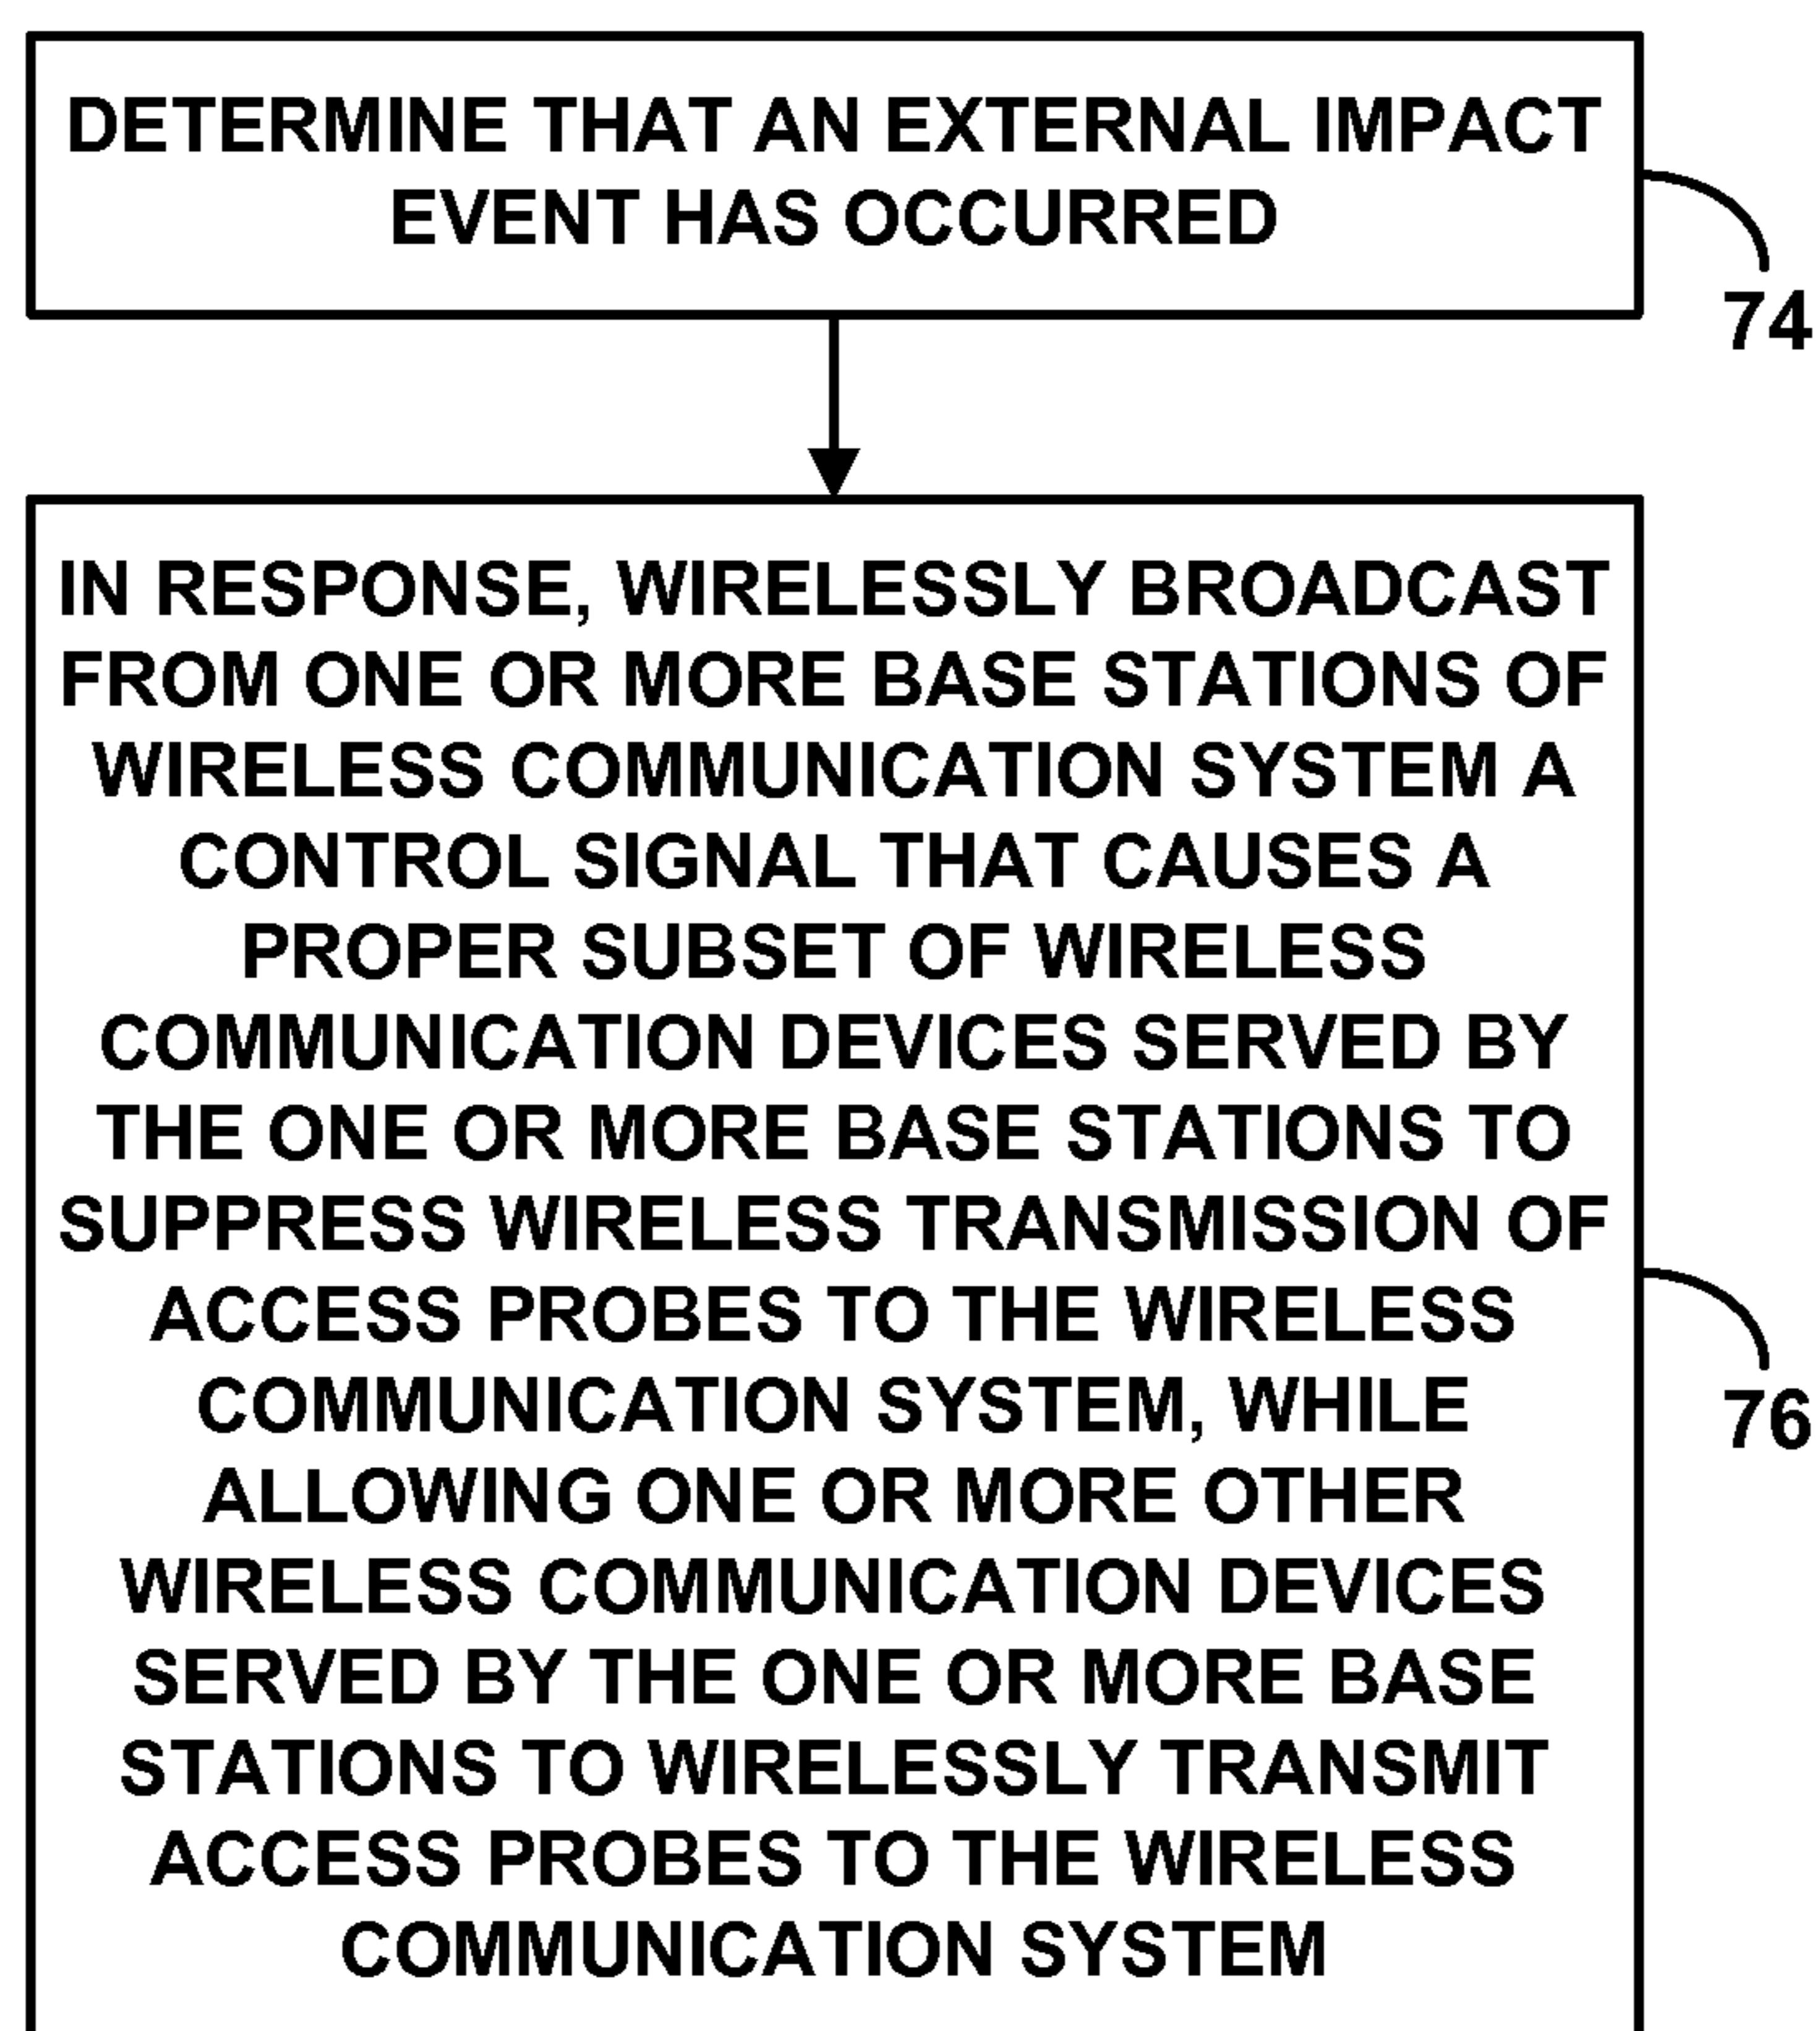 DETERMINE THAT AN EXTERNAL IMPACT
EVENT HAS OCCURRED
74
IN RESPONSE, WIRELESSLY BROADCAST
FROM ONE OR MORE BASE STATIONS OF
WIRELESS COMMUNICATION SYSTEM A
CONTROL SIGNAL THAT CAUSES A
PROPER SUBSET OF WIRELESS
COMMUNICATION DEVICES SERVED BY
THE ONE OR MORE BASE STATIONS TO
SUPPRESS WIRELESS TRANSMISSION OF
ACCESS PROBES TO THE WIRELESS
COMMUNICATION SYSTEM, WHILE
ALLOWING ONE OR MORE OTHER
WIRELESS COMMUNICATION DEVICES
SERVED BY THE ONE OR MORE BASE
STATIONS TO WIRELESSLY TRANSMIT
ACCESS PROBES TO THE WIRELESS
COMMUNICATION SYSTEM
76